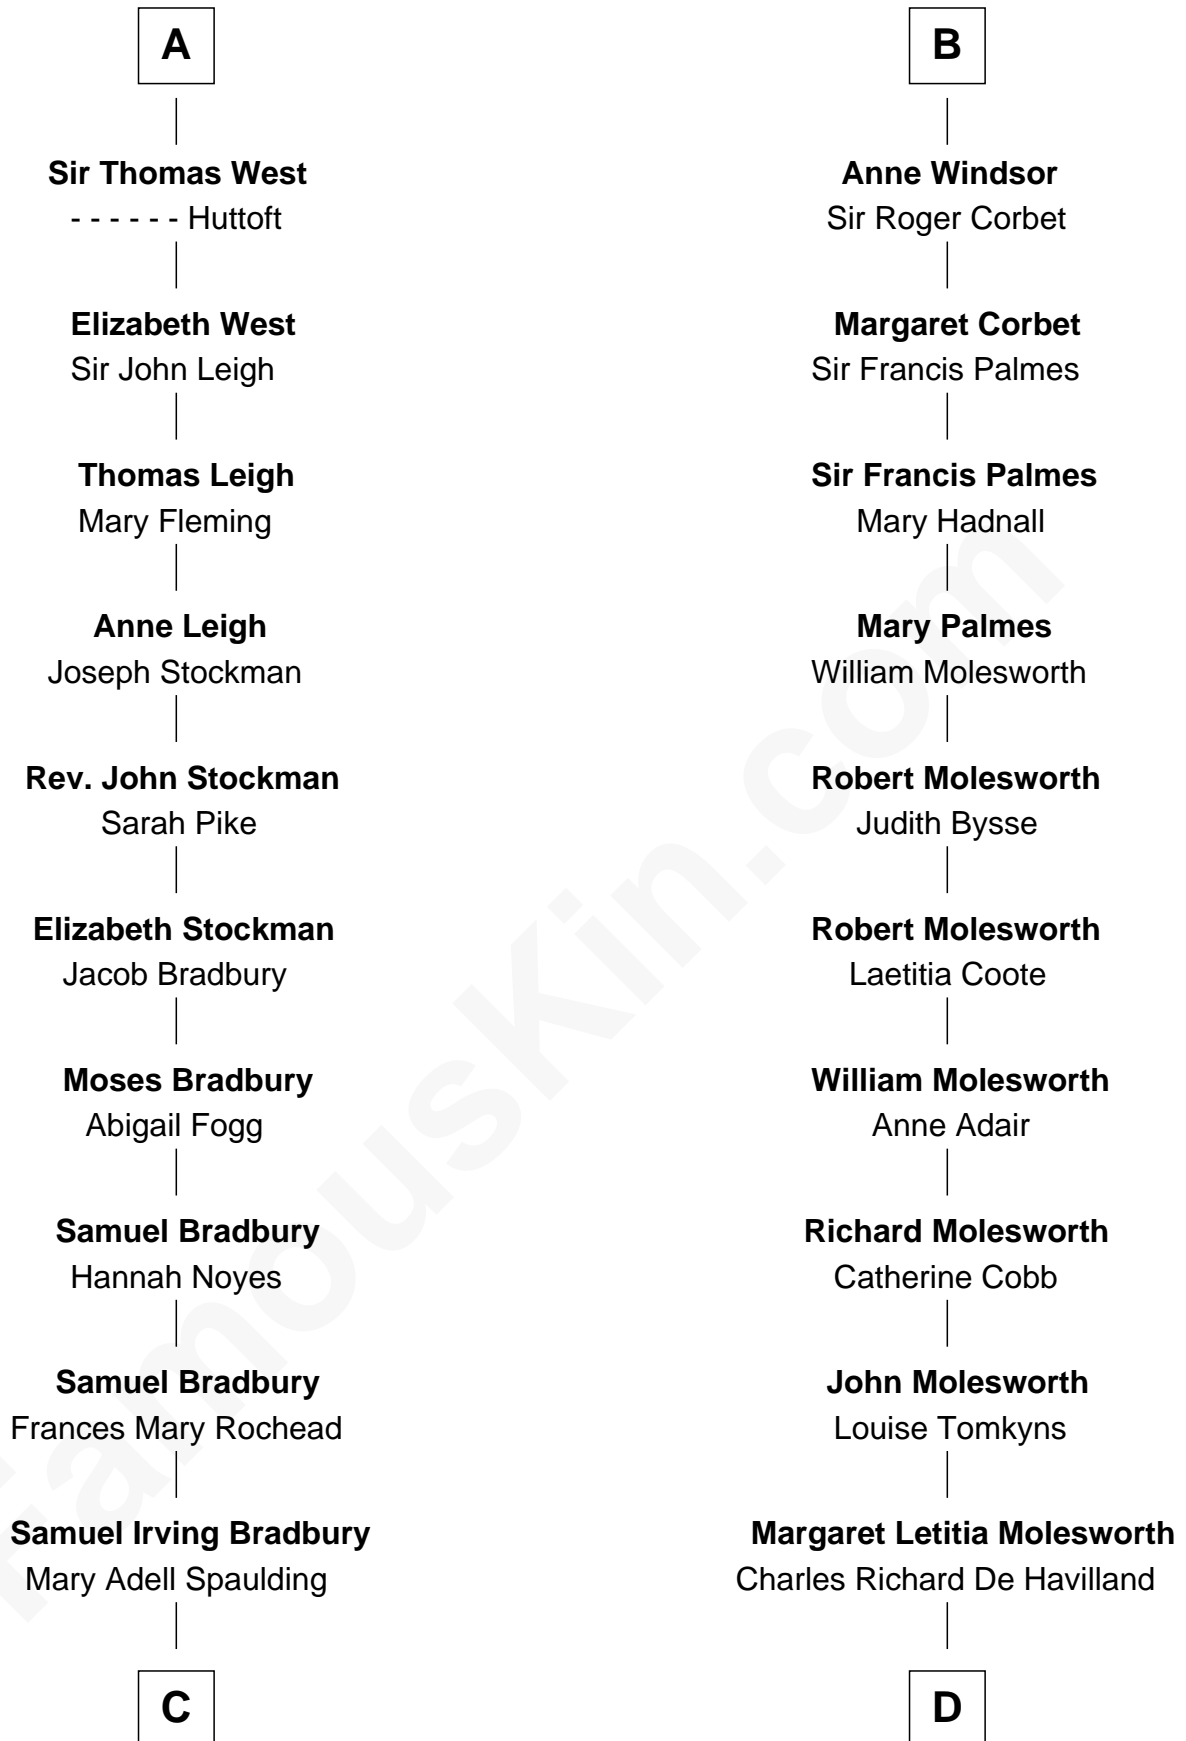 A
Sir Thomas West
- - - - - - Huttoft
Elizabeth West
Sir John Leigh
Thomas Leigh
Mary Fleming
Anne Leigh
Joseph Stockman
Rev. John Stockman
Sarah Pike
Elizabeth Stockman
Jacob Bradbury
Moses Bradbury
Abigail Fogg
Samuel Bradbury
Hannah Noyes
Samuel Bradbury
Frances Mary Rochead
Samuel Irving Bradbury
Mary Adell Spaulding
C
B
Anne Windsor
Sir Roger Corbet
Margaret Corbet
Sir Francis Palmes
Sir Francis Palmes
Mary Hadnall
Mary Palmes
William Molesworth
Robert Molesworth
Judith Bysse
Robert Molesworth
Laetitia Coote
William Molesworth
Anne Adair
Richard Molesworth
Catherine Cobb
John Molesworth
Louise Tomkyns
Margaret Letitia Molesworth
Charles Richard De Havilland
D
FamousKin.com